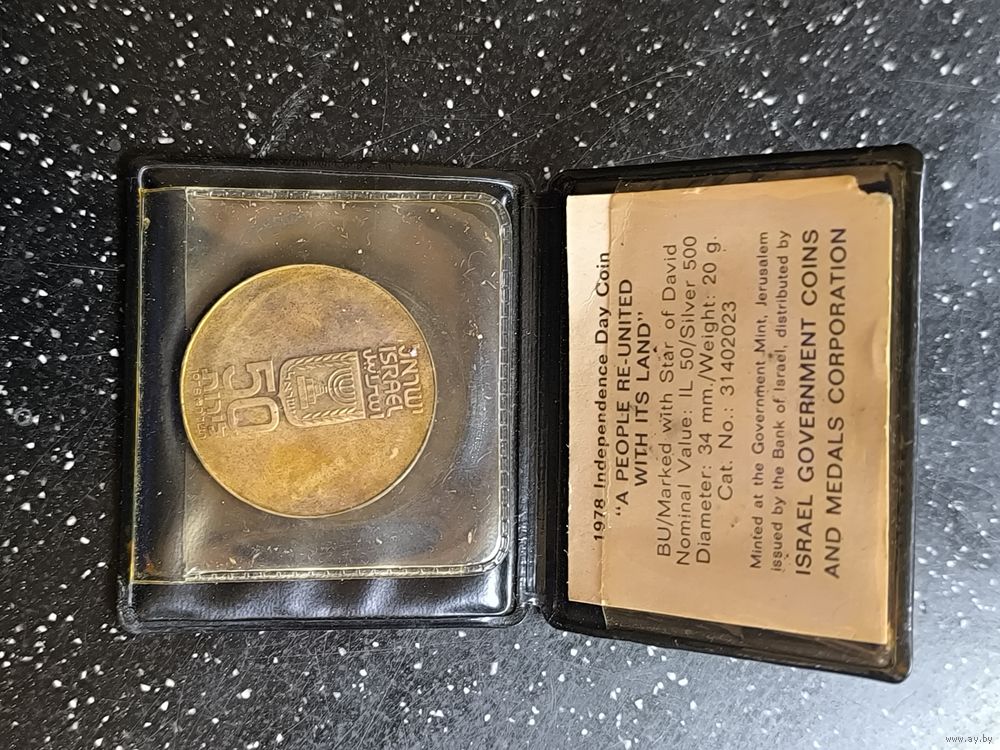 ישראל
ISRAEL
اسرائيل
50
1978 Independence Day Coin
"A PEOPLE RE-UNITED
WITH ITS LAND"
BU/Marked with Star of David
Nominal Value: IL 50/Silver 500
Diameter: 34 mm./Weight: 20 g.
Cat. No.: 31402023
Minted at the Government Mint, Jerusalem
issued by the Bank of Israel, distributed by
ISRAEL GOVERNMENT COINS
AND MEDALS CORPORATION
www.ay.by